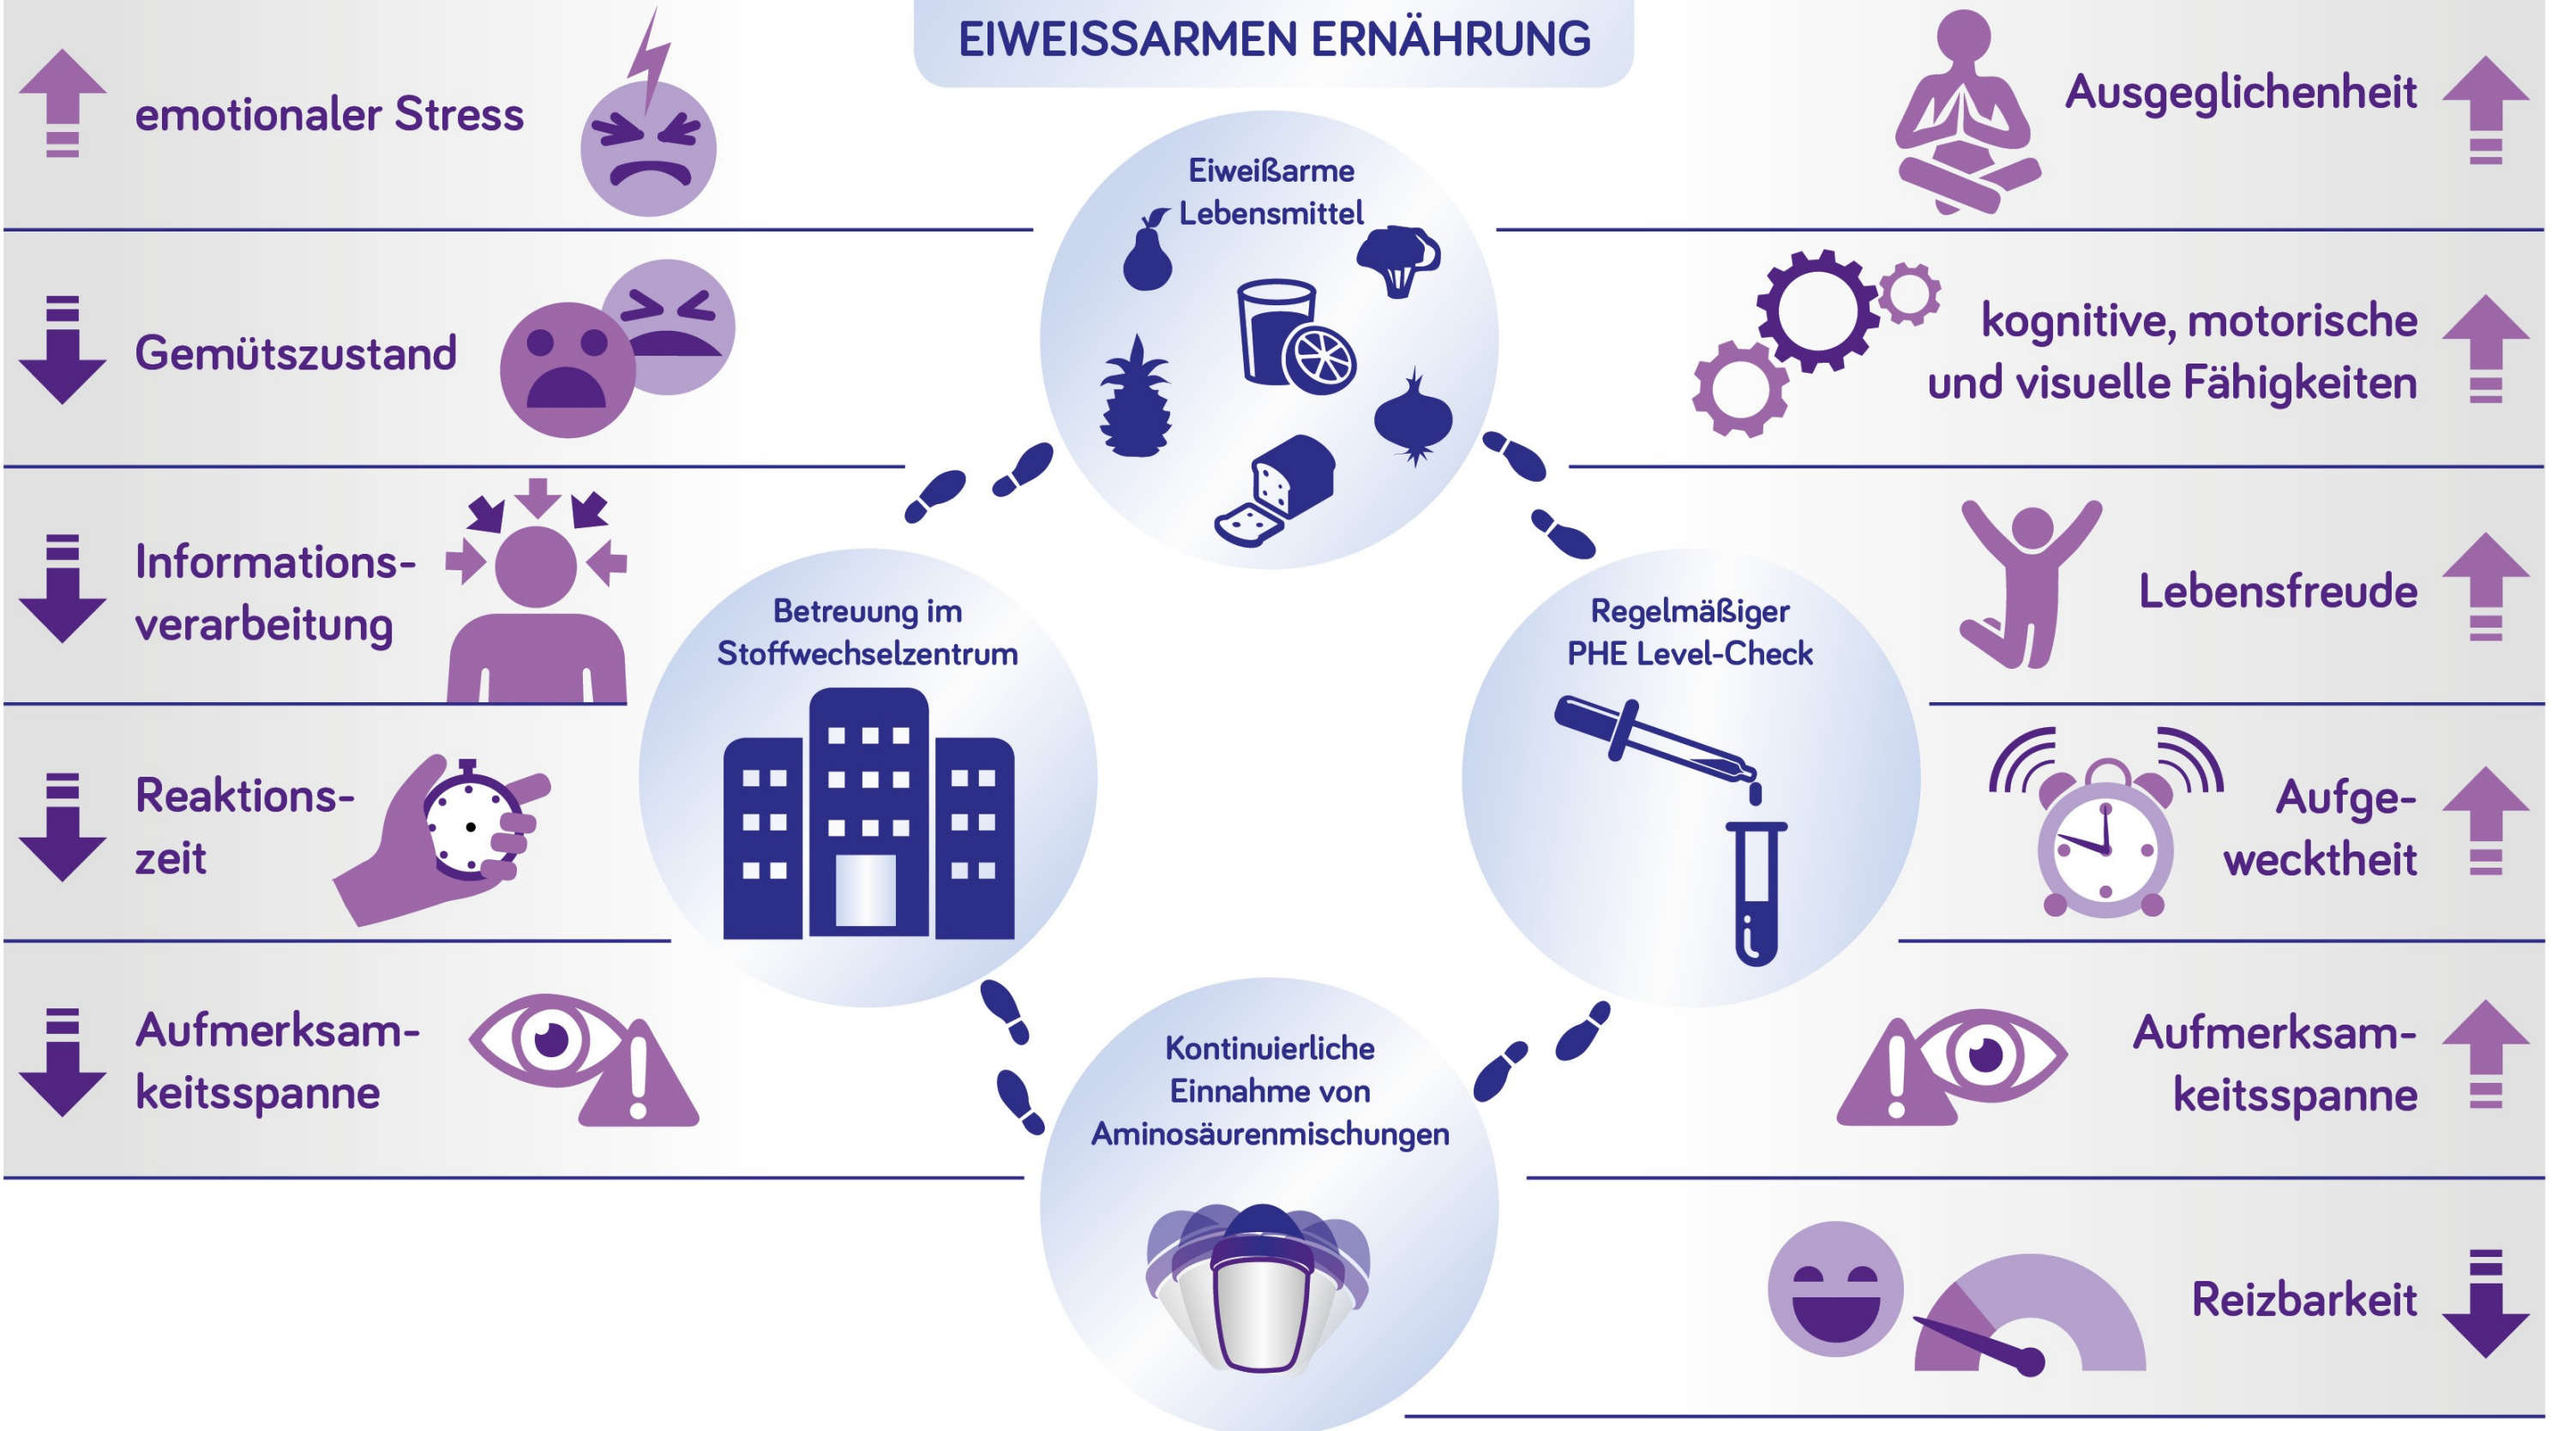 EIWEISSARMEN ERNÄHRUNG
emotionaler Stress
Gemütszustand
Informations-
verarbeitung
Reaktions-
zeit
Aufmerksam-
keitsspanne
Eiweißarme
Lebensmittel
Betreuung im
Stoffwechselzentrum
Regelmäßiger
PHE Level-Check
Kontinuierliche
Einnahme von
Aminosäurenmischungen
Ausgeglichenheit
kognitive, motorische
und visuelle Fähigkeiten
Lebensfreude
Aufge-
wecktheit
Aufmerksam-
keitsspanne
Reizbarkeit